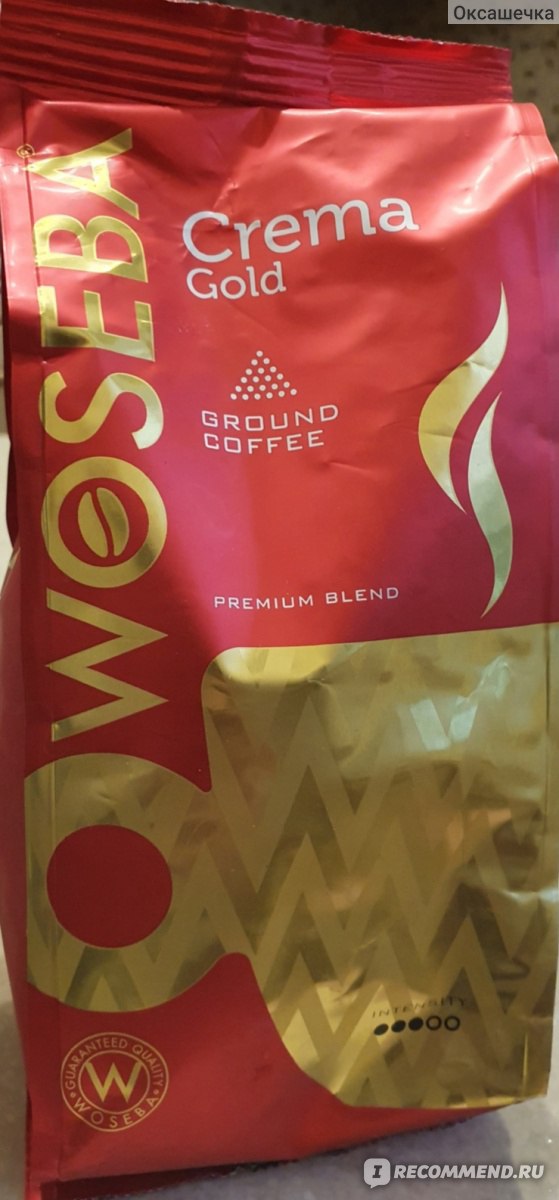 Оксашечка
WOSEBA
®
Crema
Gold
GROUND
COFFEE
PREMIUM BLEND
INTENSITY
GUARANTEED QUALITY
W
WOSEBA
I RECOMMEND.RU